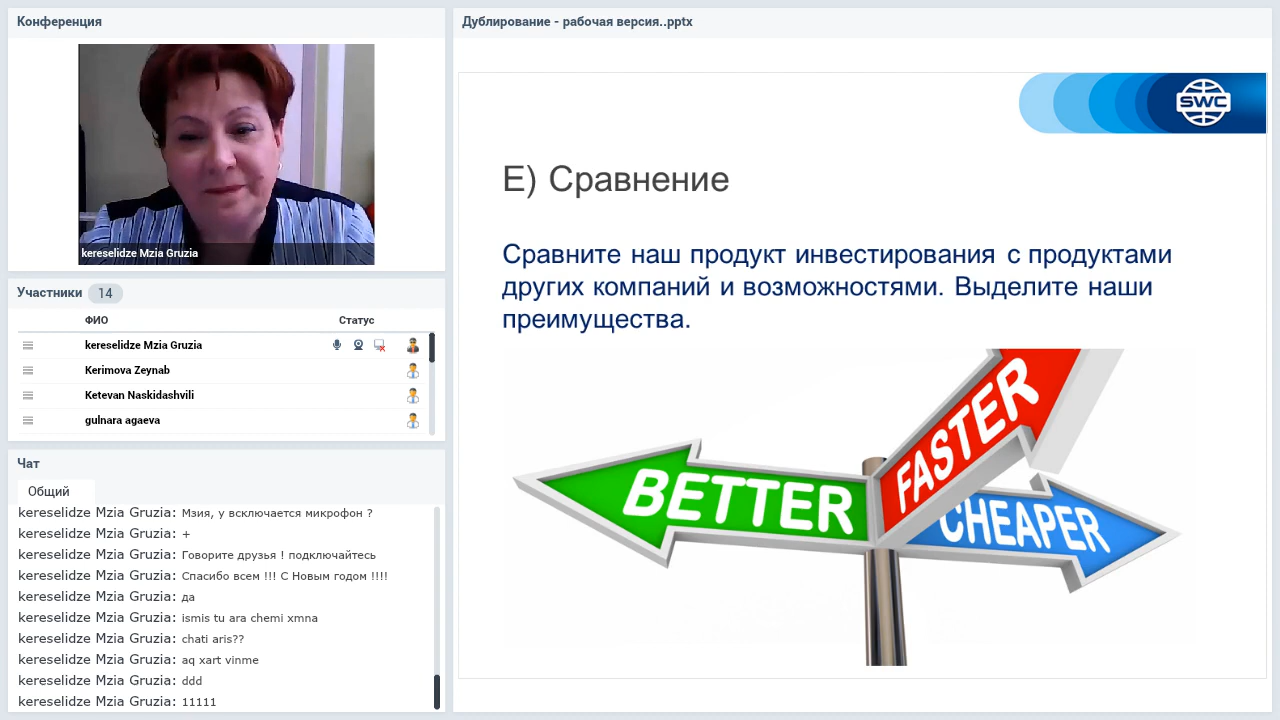 Конференция
kereselidze Mzia Gruzia
Участники 14
ФИО Статус
kereselidze Mzia Gruzia
Kerimova Zeynab
Ketevan Naskidashvili
gulnara agaeva
Чат
Общий
kereselidze Mzia Gruzia: Мзия, у всключается микрофон ?
kereselidze Mzia Gruzia: +
kereselidze Mzia Gruzia: Говорите друзья ! подключайтесь
kereselidze Mzia Gruzia: Спасибо всем !!! С Новым годом !!!!
kereselidze Mzia Gruzia: да
kereselidze Mzia Gruzia: ismis tu ara chemi xmna
kereselidze Mzia Gruzia: chati aris??
kereselidze Mzia Gruzia: aq xart vinme
kereselidze Mzia Gruzia: ddd
kereselidze Mzia Gruzia: 11111
Дублирование - рабочая версия..pptx
SWC
Е) Сравнение
Сравните наш продукт инвестирования с продуктами
других компаний и возможностями. Выделите наши
преимущества.
FASTER
BETTER
CHEAPER